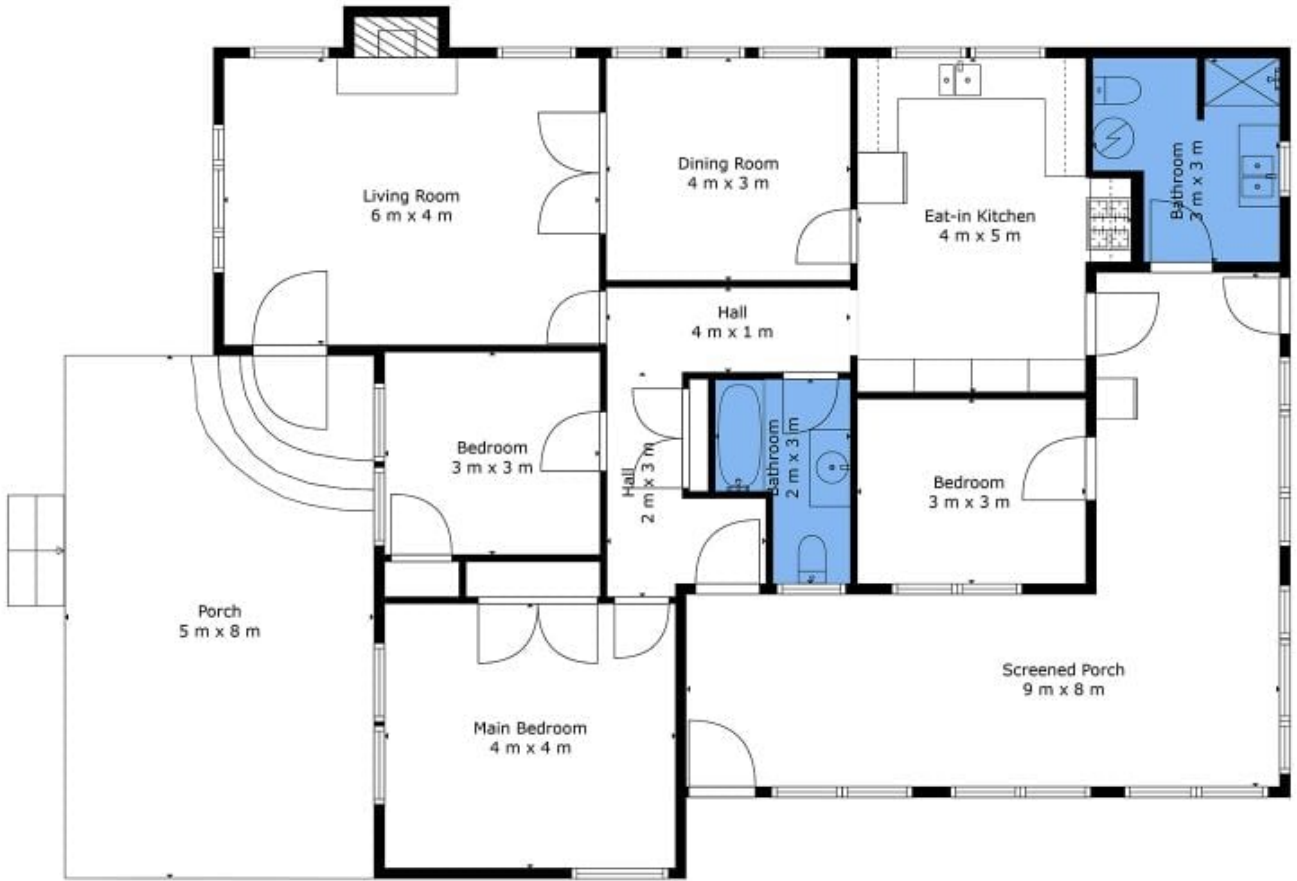 Living Room
6 m x 4 m
Dining Room
4 m x 3 m
Eat-in Kitchen
4 m x 5 m
Bathroom
3 m x 3 m
Hall
4 m x 1 m
Bedroom
3 m x 3 m
Hall
2 m x 3 m
Bathroom
2 m x 3 m
Bedroom
3 m x 3 m
Porch
5 m x 8 m
Screened Porch
9 m x 8 m
Main Bedroom
4 m x 4 m